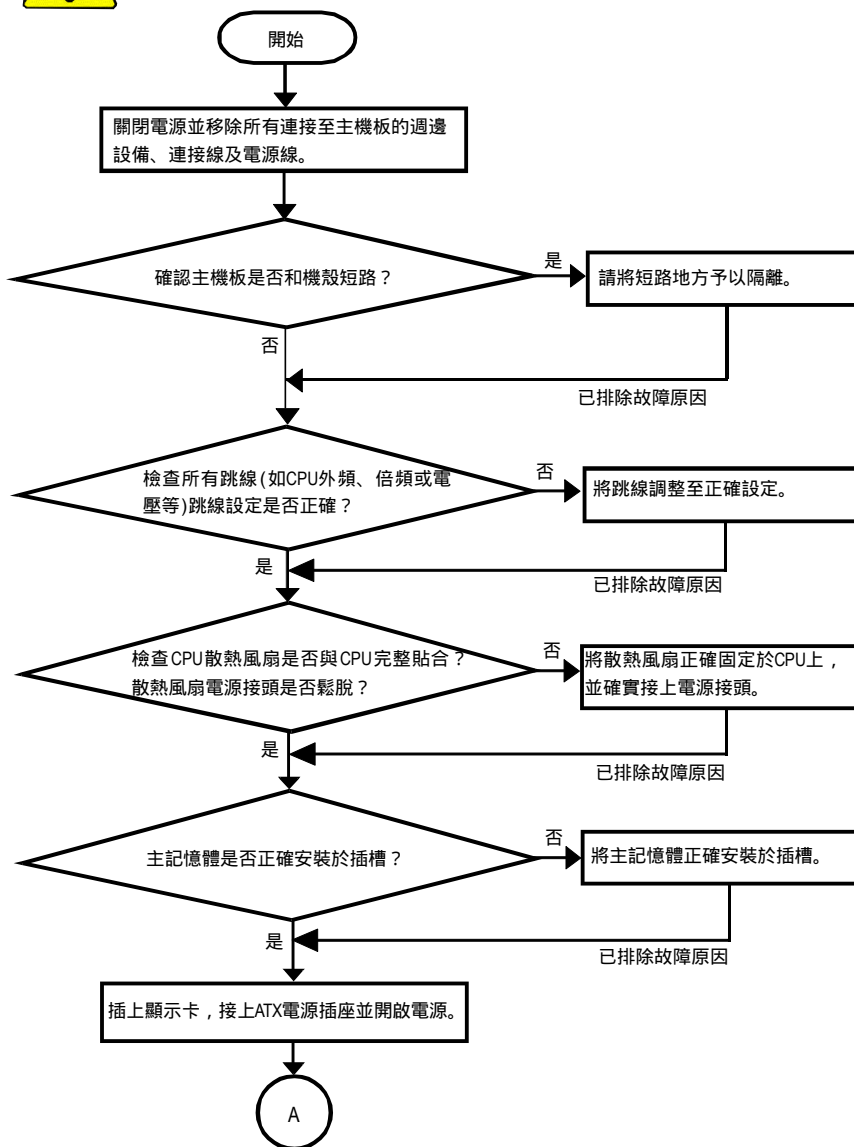 開始
關閉電源並移除所有連接至主機板的週邊
設備、連接線及電源線。
確認主機板是否和機殼短路？
是
請將短路地方予以隔離。
否
已排除故障原因
檢查所有跳線(如CPU外頻、倍頻或電
壓等)跳線設定是否正確？
否
將跳線調整至正確設定。
是
已排除故障原因
檢查CPU散熱風扇是否與CPU完整貼合？
散熱風扇電源接頭是否鬆脫？
否
將散熱風扇正確固定於CPU上，
並確實接上電源接頭。
是
已排除故障原因
主記憶體是否正確安裝於插槽？
否
將主記憶體正確安裝於插槽。
是
已排除故障原因
插上顯示卡，接上ATX電源插座並開啟電源。
A